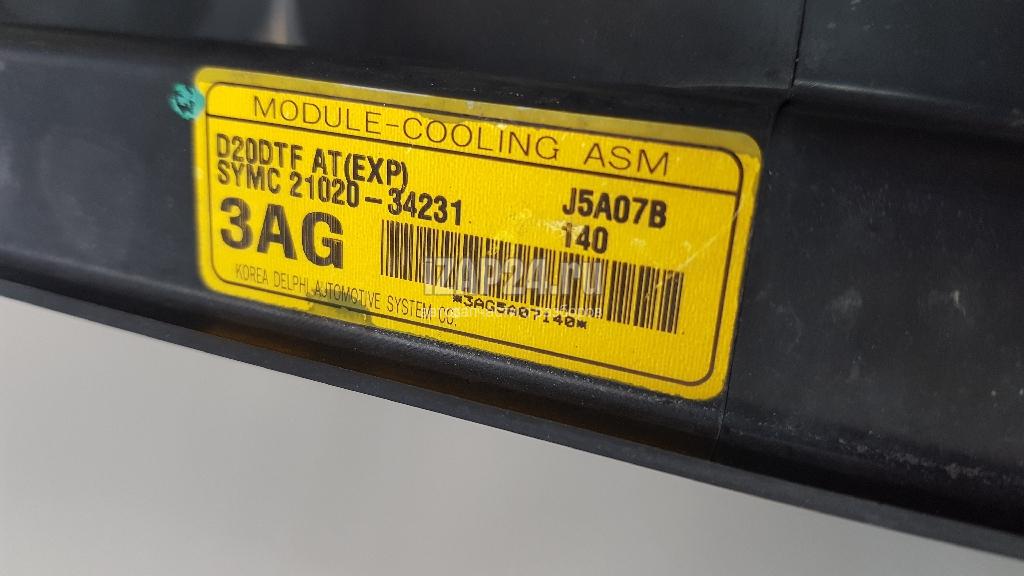 MODULE-COOLING ASM
D20DTF AT(EXP)
SYMC 21020-34231
J5A07B
3AG
140
iZAP24.ru
*3AG5A07140*
KOREA DELPHI AUTOMOTIVE SYSTEM CO.